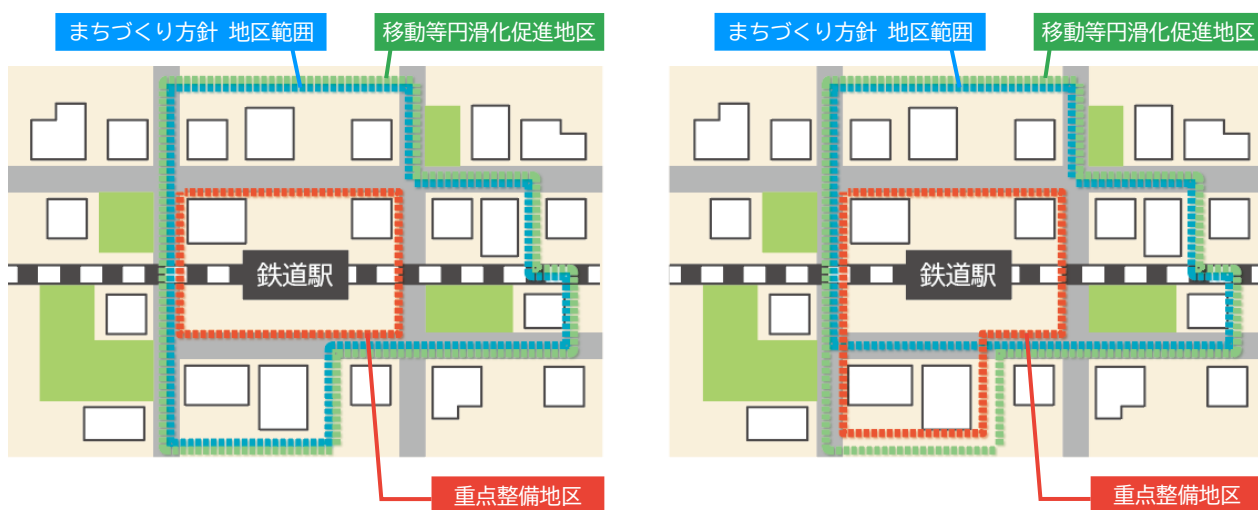 まちづくり方針 地区範囲
移動等円滑化促進地区
鉄道駅
重点整備地区
まちづくり方針 地区範囲
移動等円滑化促進地区
鉄道駅
重点整備地区